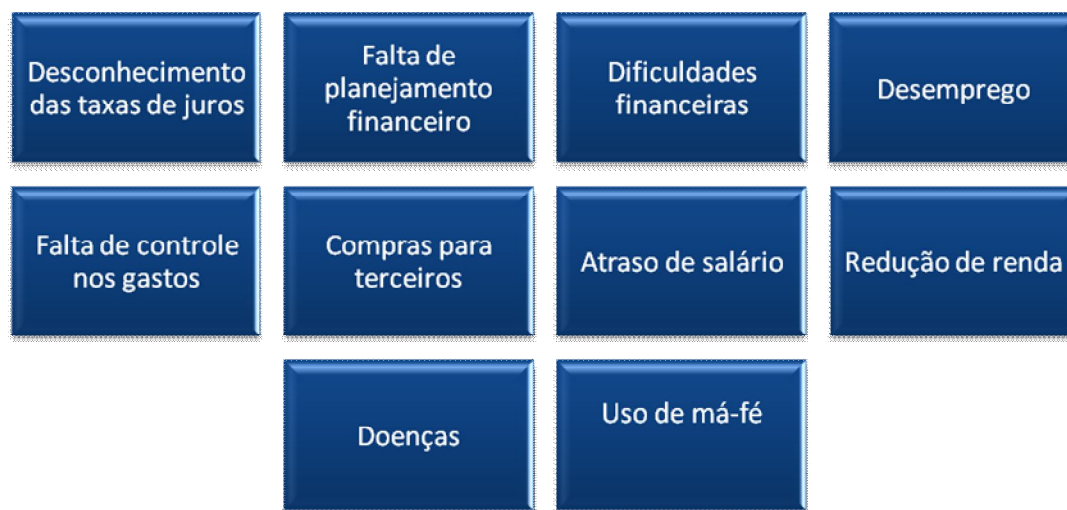 Desconhecimento
das taxas de juros
Falta de
planejamento
financeiro
Dificuldades
financeiras
Desemprego
Falta de controle
nos gastos
Compras para
terceiros
Atraso de salário
Redução de renda
Doenças
Uso de má-fé